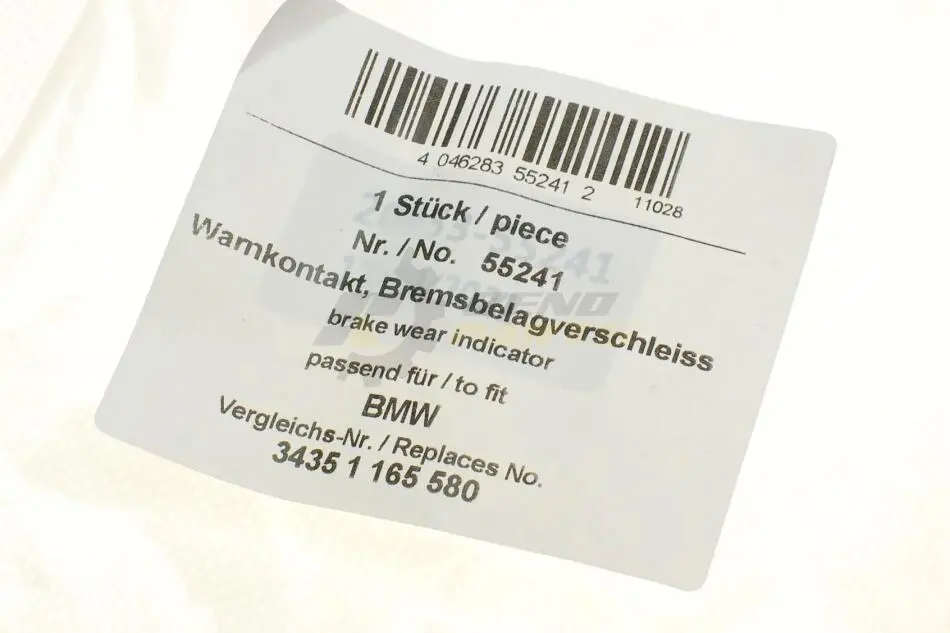 4 046283 55241 2 11028
1 Stück / piece
Nr. / No. 55241
Warnkontakt, Bremsbelagverschleiss
brake wear indicator
passend für / to fit
BMW
Vergleichs-Nr. / Replaces No.
3435 1 165 580